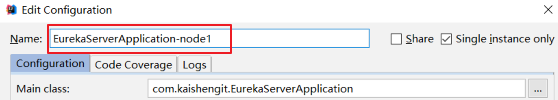 Edit Configuration
Name: EurekaServerApplication-node1 Share Single instance only
Configuration Code Coverage Logs
Main class: com.kaishengit.EurekaServerApplication ...